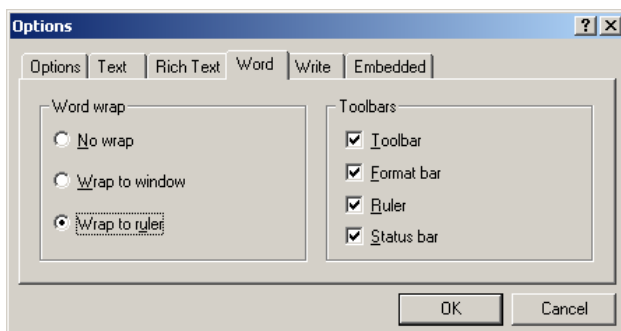 Options
Options Text Rich Text Word Write Embedded
Word wrap
No wrap
Wrap to window
Wrap to ruler
Toolbars
Toolbar
Format bar
Ruler
Status bar
OK Cancel